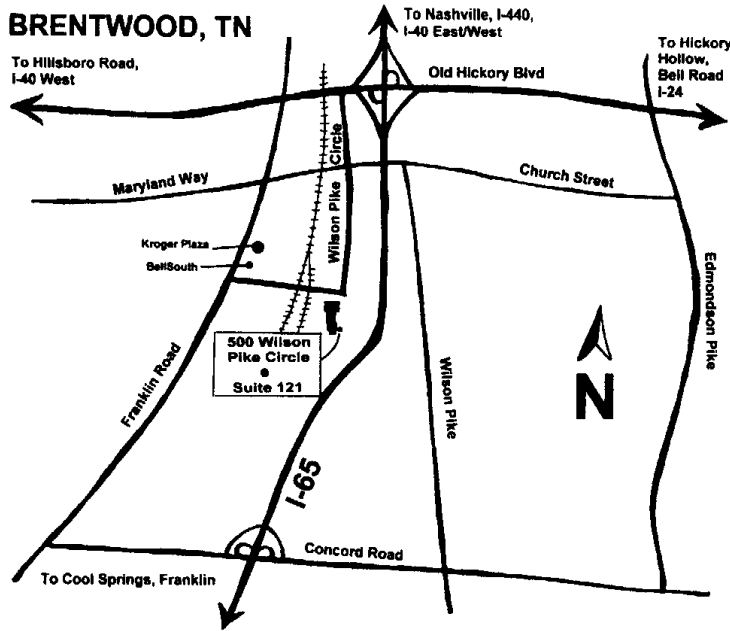 BRENTWOOD, TN
To Nashville, I-440,
I-40 East/West
To Hillsboro Road,
I-40 West
Old Hickory Blvd
To Hickory
Hollow,
Bell Road
I-24
Maryland Way
Wilson Pike Circle
Church Street
Kroger Plaza
BellSouth
500 Wilson
Pike Circle
Suite 121
Franklin Road
Wilson Pike
Edmondson Pike
N
I-65
Concord Road
To Cool Springs, Franklin